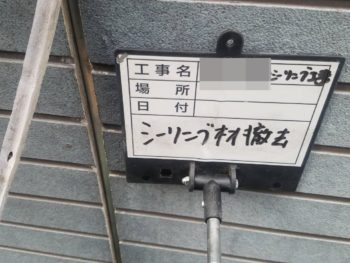 工事名 シーリング工事
場所
日付
シーリング材撤去